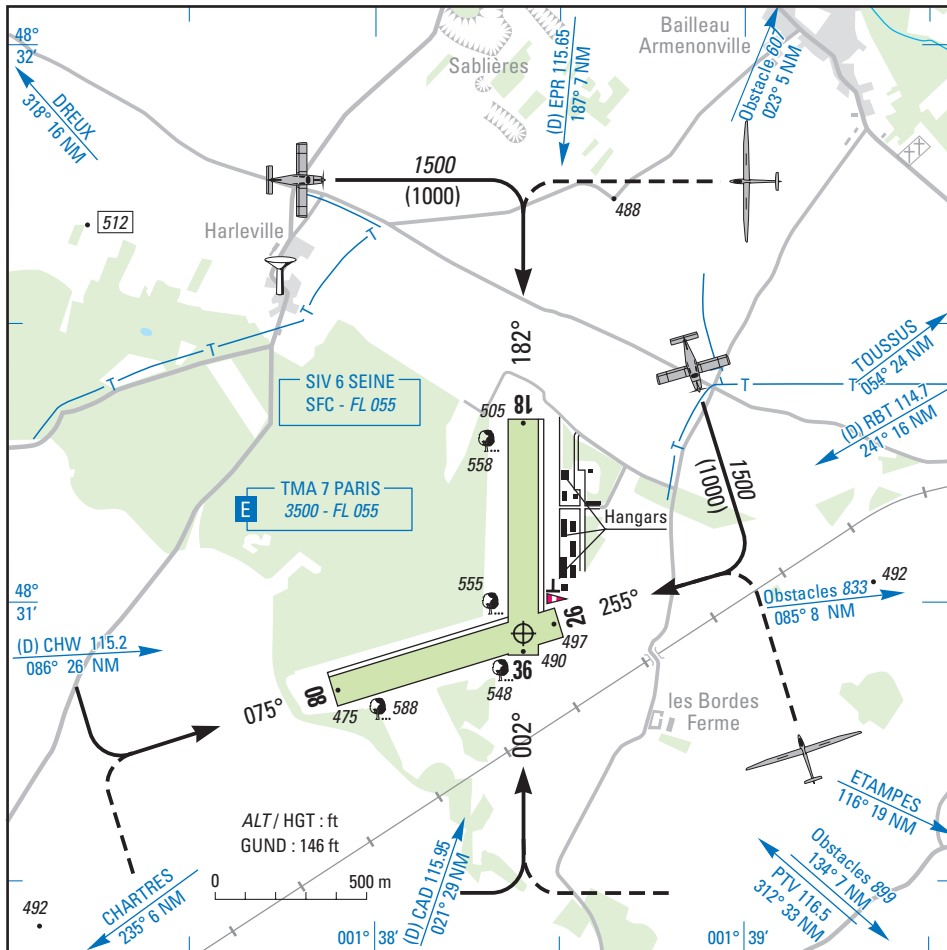 48°
32'
DREUX
318° 16 NM
Sablières
(D) EPR 115.65
187° 7 NM
Bailleau
Armenonville
Obstacle 607
023° 5 NM
1500
(1000)
488
512
Harleville
T
T
T
182°
SIV 6 SEINE
SFC - FL 055
505
18
558
TOUSSUS
054° 24 NM
T
T
(D) RBT 114.7
241° 16 NM
1500
(1000)
E
TMA 7 PARIS
3500 - FL 055
Hangars
48°
31'
555
26
255°
497
490
492
Obstacles 833
085° 8 NM
(D) CHW 115.2
086° 26 NM
075°
08
475
588
548
36
002°
les Bordes
Ferme
ETAMPES
116° 19 NM
ALT / HGT : ft
GUND : 146 ft
0
500 m
(D) CAD 115.95
021° 29 NM
Obstacles 899
134° 7 NM
PTV 116.5
312° 33 NM
492
CHARTRES
235° 6 NM
001° 38'
001° 39'